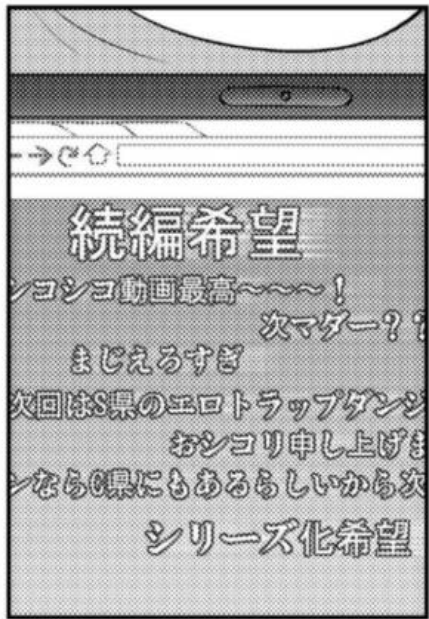 続編希望
ンコシコ動画最高～～～！
次マダー？？
まじえろすぎ
次回はS県のエロトラップダンジ
おシコリ申し上げま
ンならC県にもあるらしいから次
シリーズ化希望